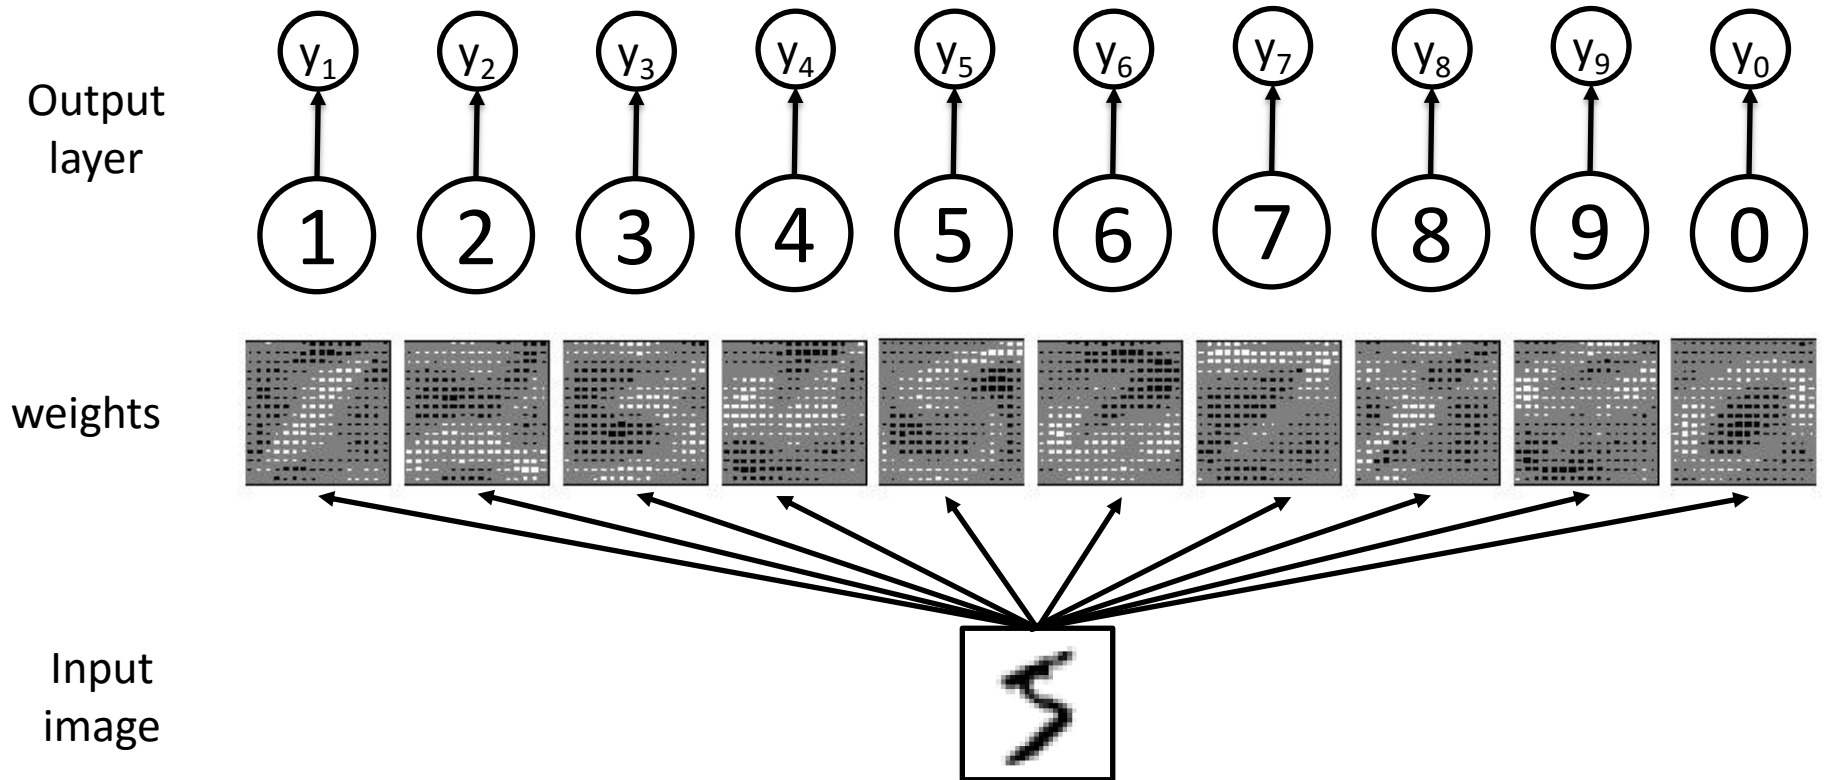 y₁ y₂ y₃ y₄ y₅ y₆ y₇ y₈ y₉ y₀
Output
layer
1 2 3 4 5 6 7 8 9 0
weights
Input
image
5